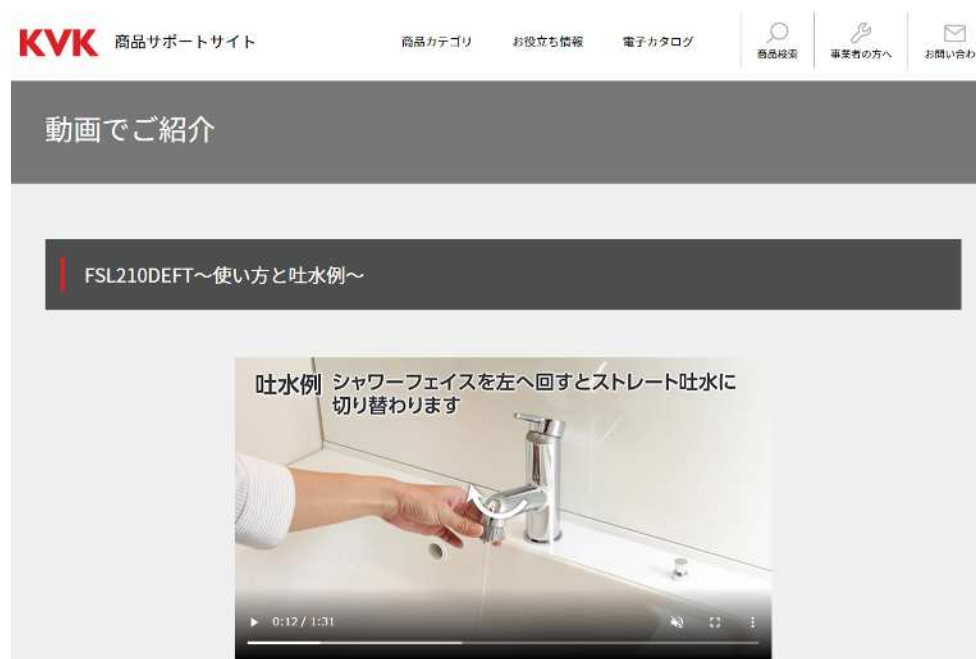 KVK 商品サポートサイト
商品カテゴリ
お役立ち情報
電子カタログ
商品検索
事業者の方へ
お問い合わ
動画でご紹介
FSL210DEFT～使い方と吐水例～
吐水例 シャワーフェイスを左へ回すとストレート吐水に
切り替わります
0:12 / 1:31